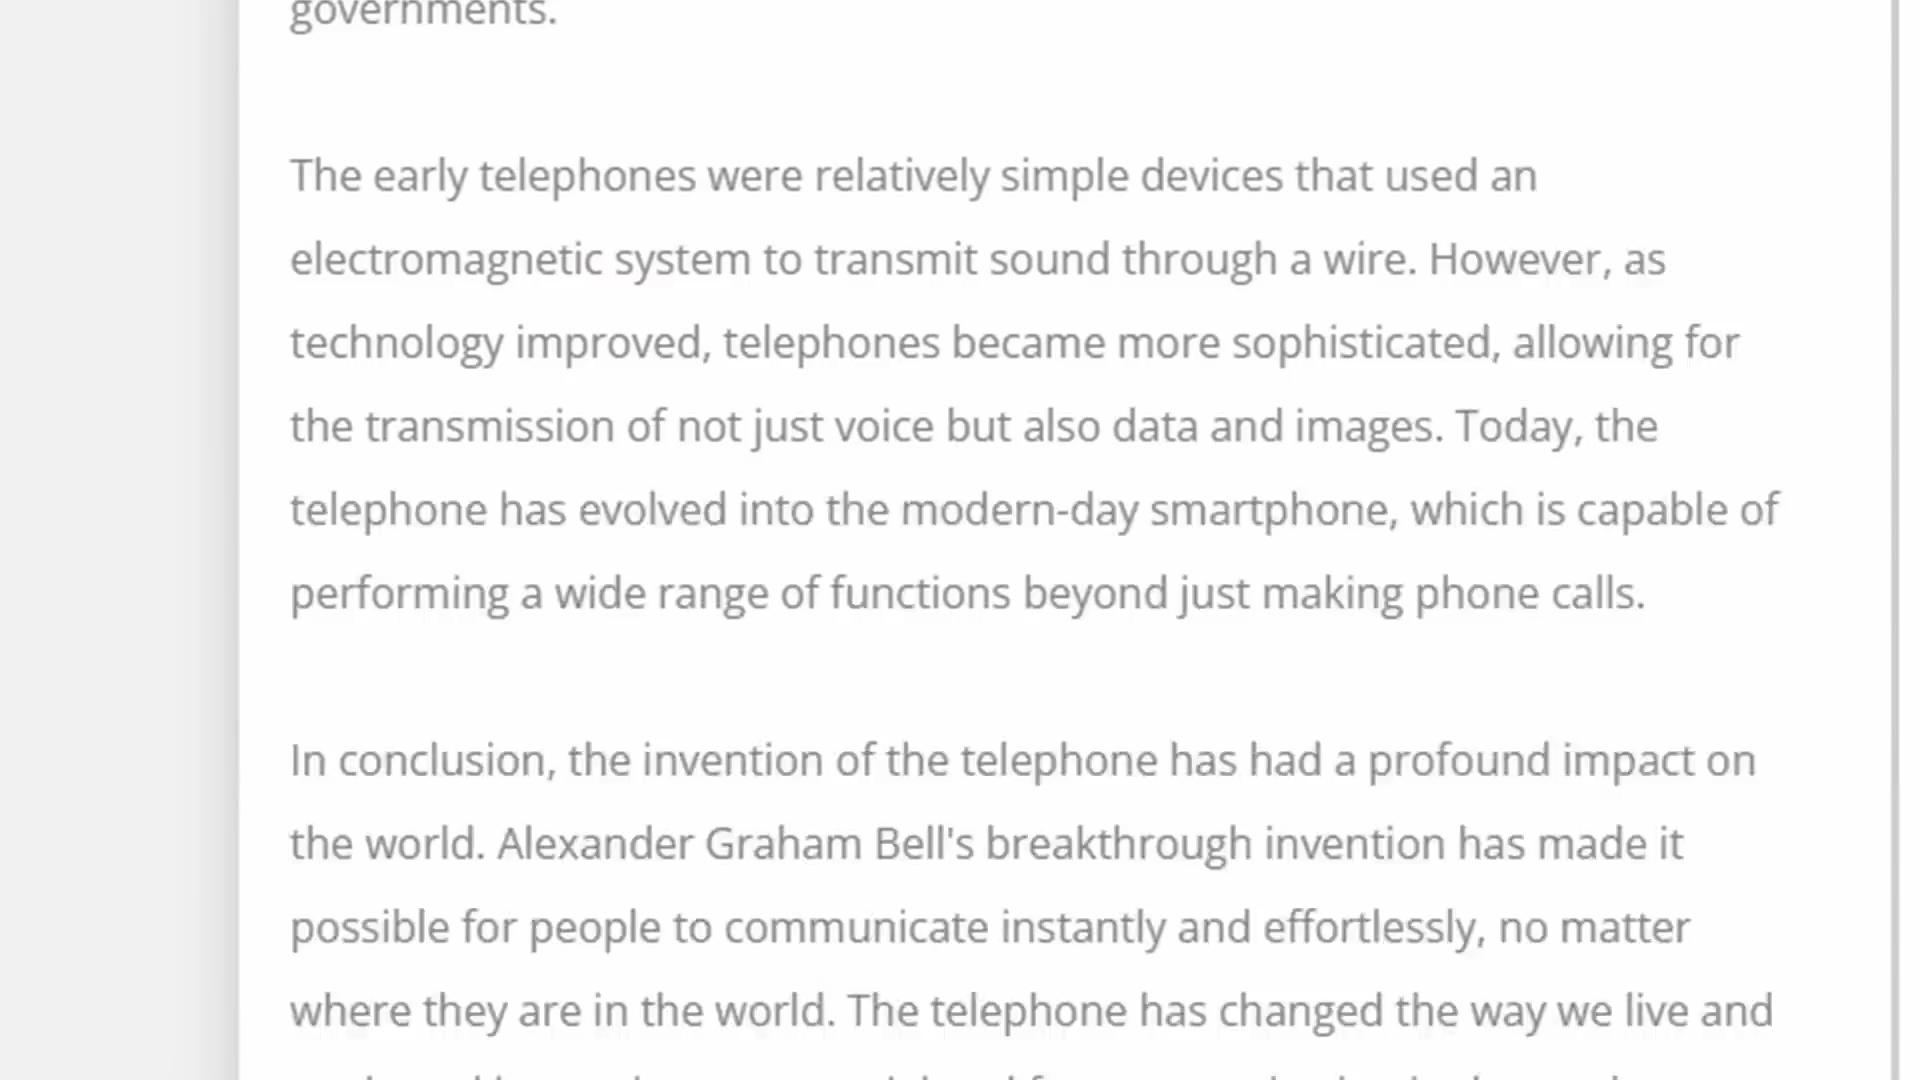 governments.
The early telephones were relatively simple devices that used an
electromagnetic system to transmit sound through a wire. However, as
technology improved, telephones became more sophisticated, allowing for
the transmission of not just voice but also data and images. Today, the
telephone has evolved into the modern-day smartphone, which is capable of
performing a wide range of functions beyond just making phone calls.
In conclusion, the invention of the telephone has had a profound impact on
the world. Alexander Graham Bell's breakthrough invention has made it
possible for people to communicate instantly and effortlessly, no matter
where they are in the world. The telephone has changed the way we live and